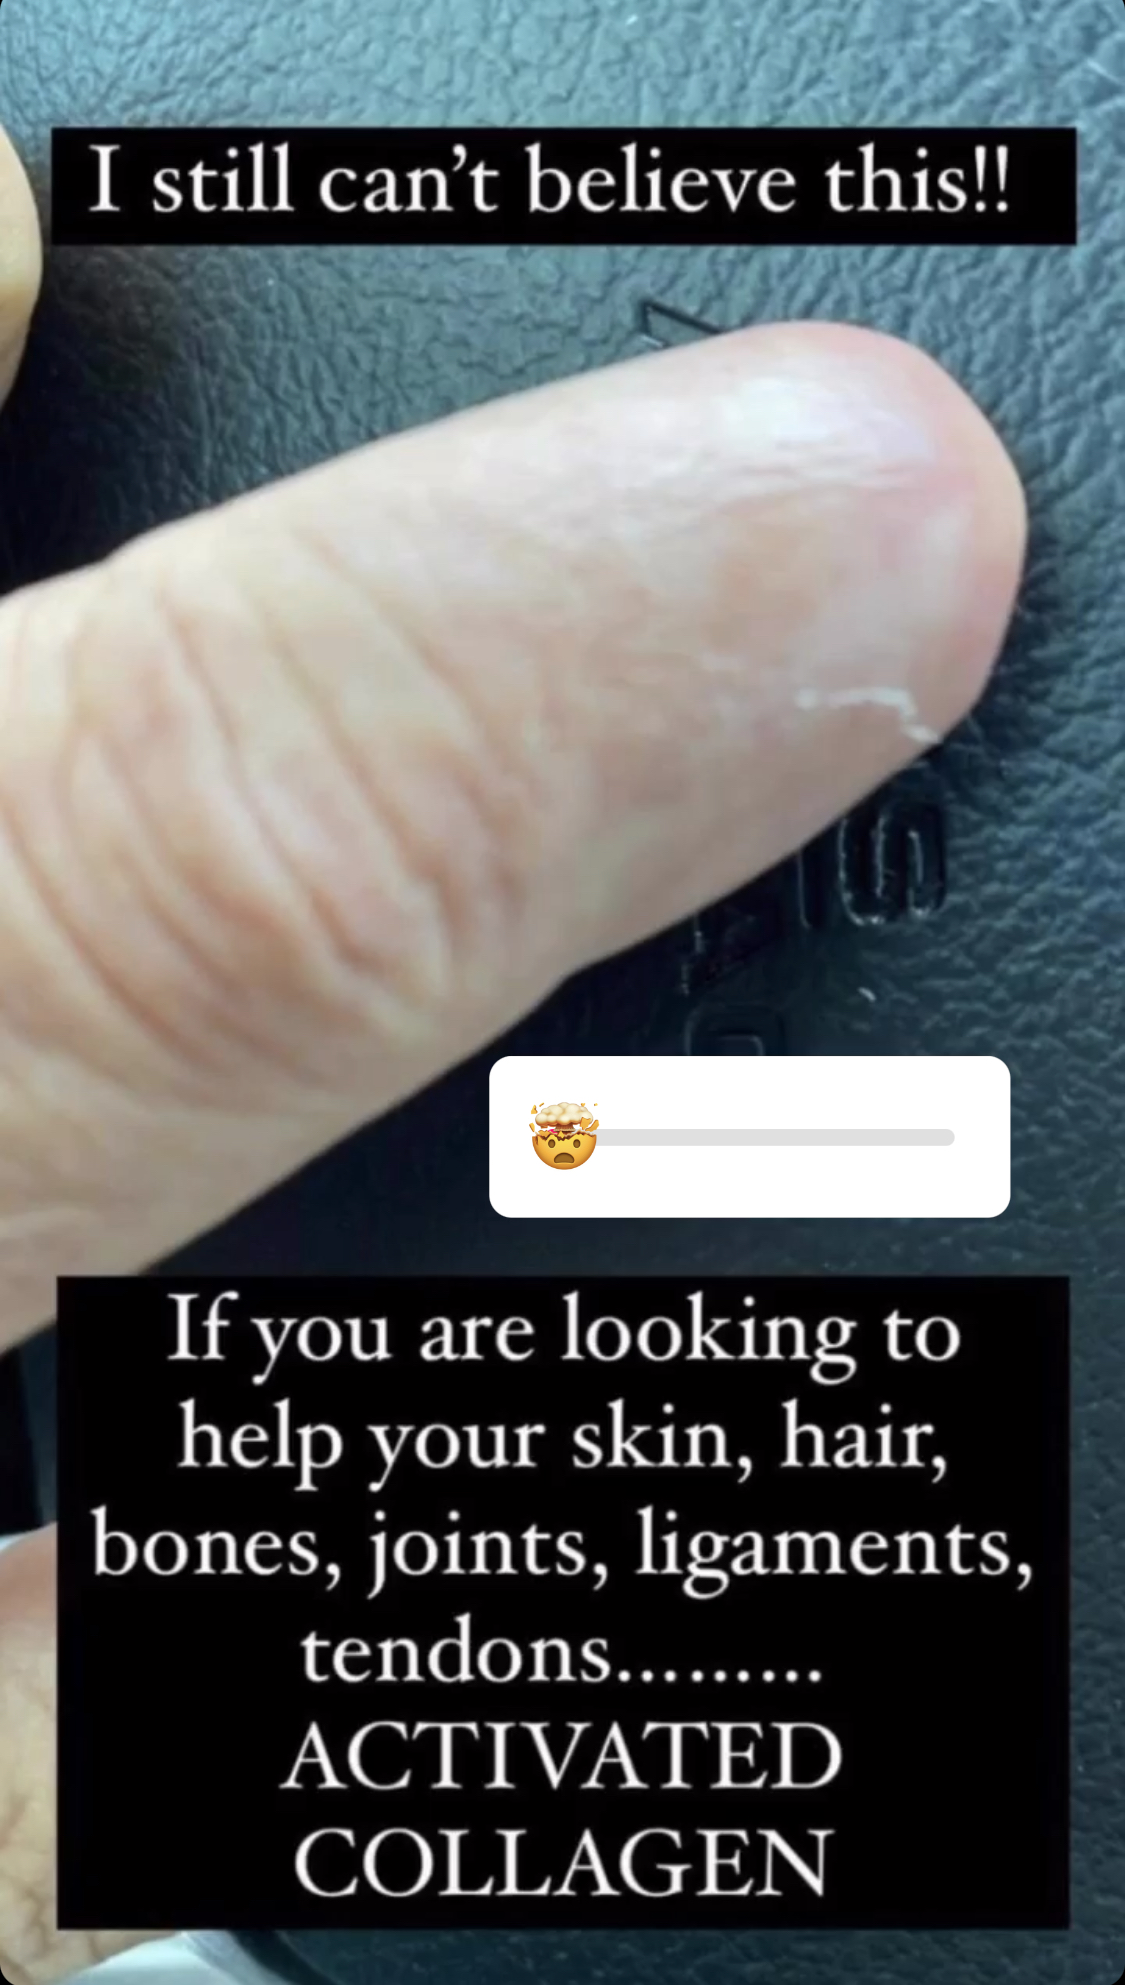 I still can’t believe this!!
If you are looking to
help your skin, hair,
bones, joints, ligaments,
tendons.........
ACTIVATED
COLLAGEN